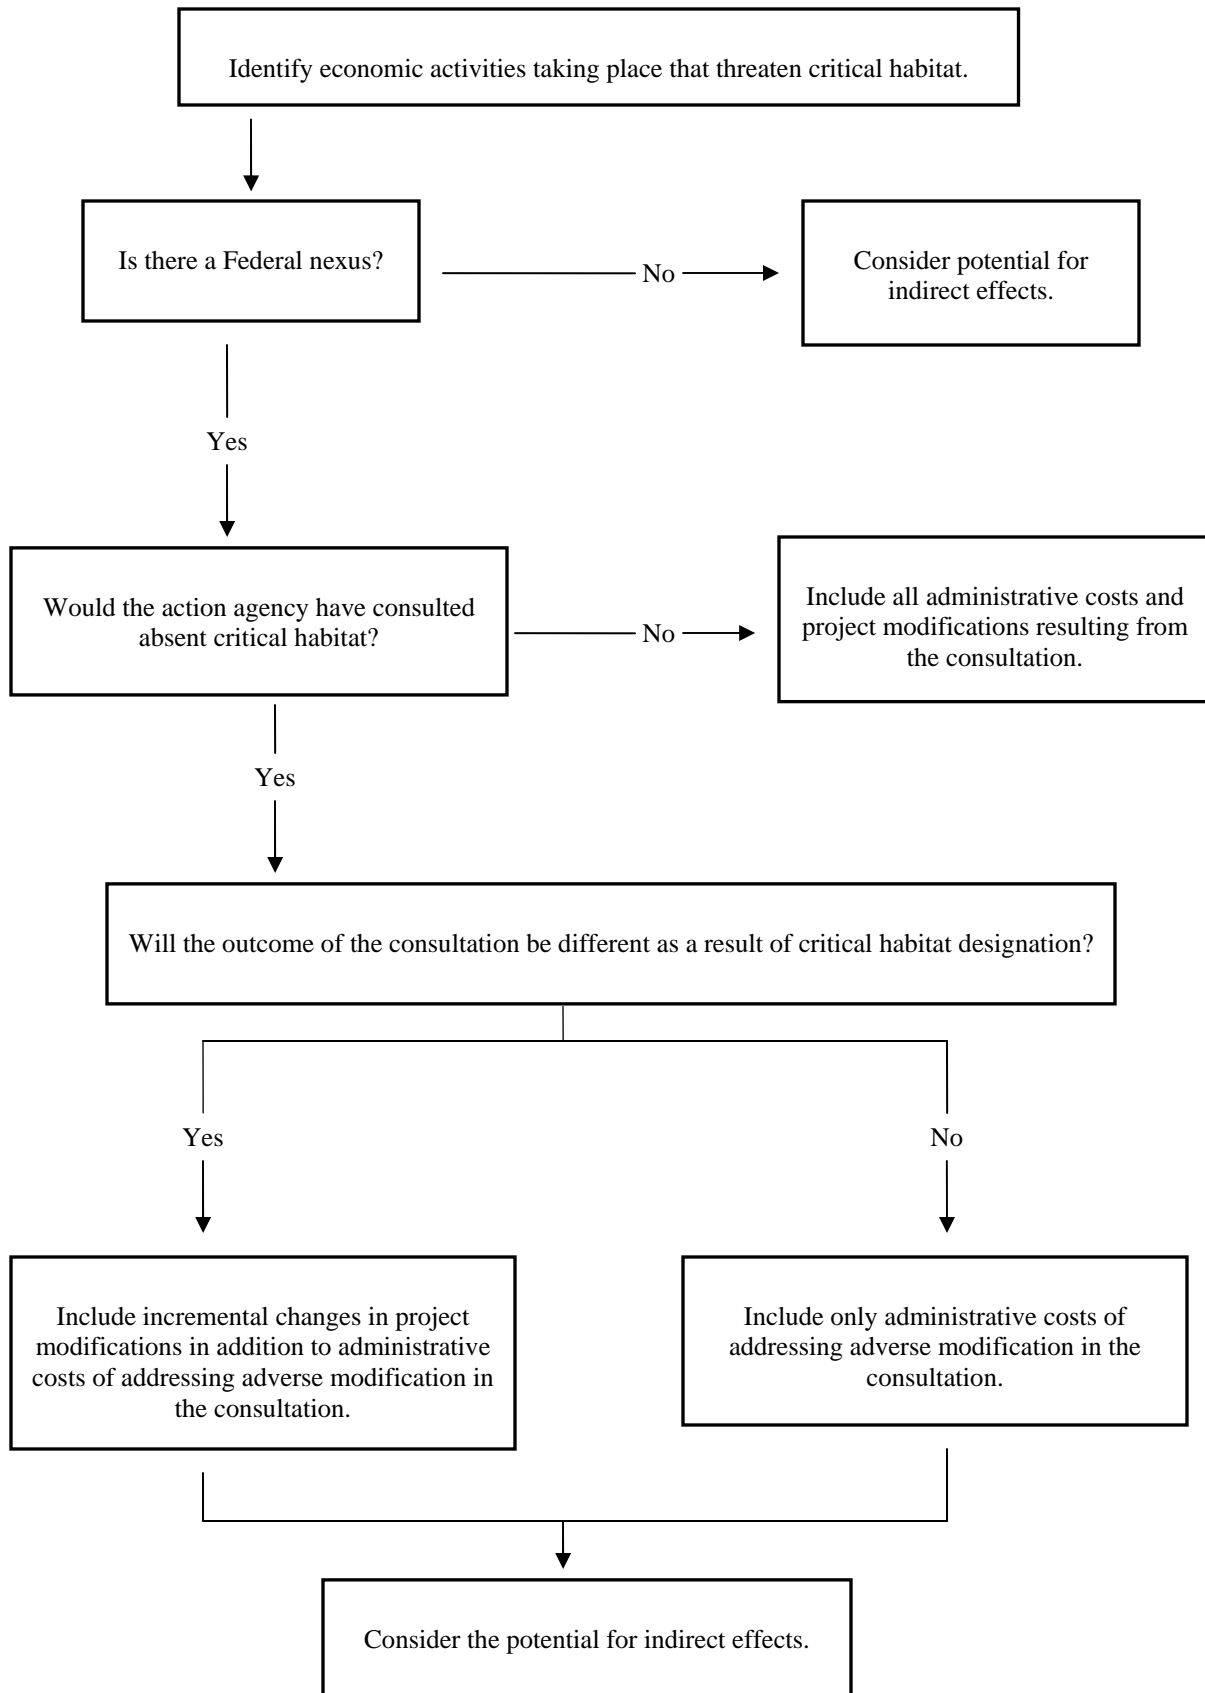 Identify economic activities taking place that threaten critical habitat.
Is there a Federal nexus?
No
Consider potential for
indirect effects.
Yes
Would the action agency have consulted
absent critical habitat?
No
Include all administrative costs and
project modifications resulting from
the consultation.
Yes
Will the outcome of the consultation be different as a result of critical habitat designation?
Yes
No
Include incremental changes in project
modifications in addition to administrative
costs of addressing adverse modification in
the consultation.
Include only administrative costs of
addressing adverse modification in the
consultation.
Consider the potential for indirect effects.